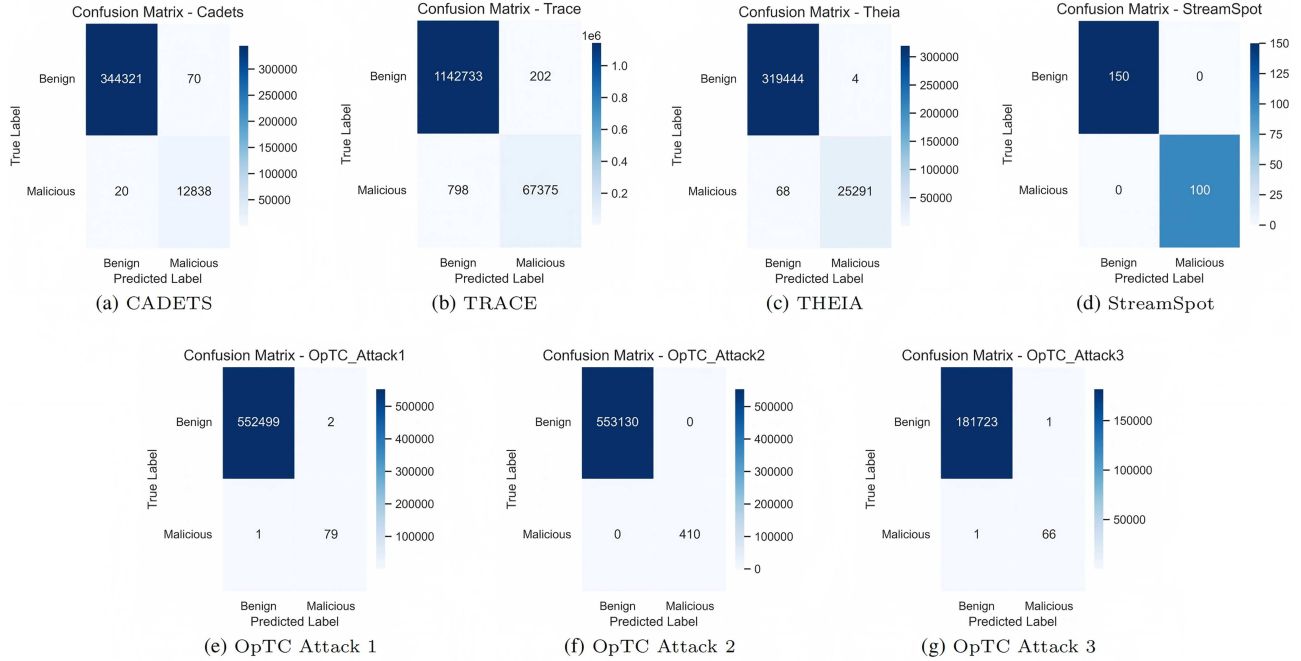 Confusion Matrix - Cadets
True Label
Benign
344321
70
Malicious
20
12838
Benign
Malicious
Predicted Label
300000
250000
200000
150000
100000
50000
(a) CADETS
Confusion Matrix - Trace
1e6
True Label
Benign
1142733
202
Malicious
798
67375
Benign
Malicious
Predicted Label
1.0
0.8
0.6
0.4
0.2
(b) TRACE
Confusion Matrix - Theia
True Label
Benign
319444
4
Malicious
68
25291
Benign
Malicious
Predicted Label
300000
250000
200000
150000
100000
50000
(c) THEIA
Confusion Matrix - StreamSpot
True Label
Benign
150
0
Malicious
0
100
Benign
Malicious
Predicted Label
150
125
100
75
50
25
0
(d) StreamSpot
Confusion Matrix - OpTC_Attack1
True Label
Benign
552499
2
Malicious
1
79
Benign
Malicious
Predicted Label
500000
400000
300000
200000
100000
(e) OpTC Attack 1
Confusion Matrix - OpTC_Attack2
True Label
Benign
553130
0
Malicious
0
410
Benign
Malicious
Predicted Label
500000
400000
300000
200000
100000
0
(f) OpTC Attack 2
Confusion Matrix - OpTC_Attack3
True Label
Benign
181723
1
Malicious
1
66
Benign
Malicious
Predicted Label
150000
100000
50000
(g) OpTC Attack 3